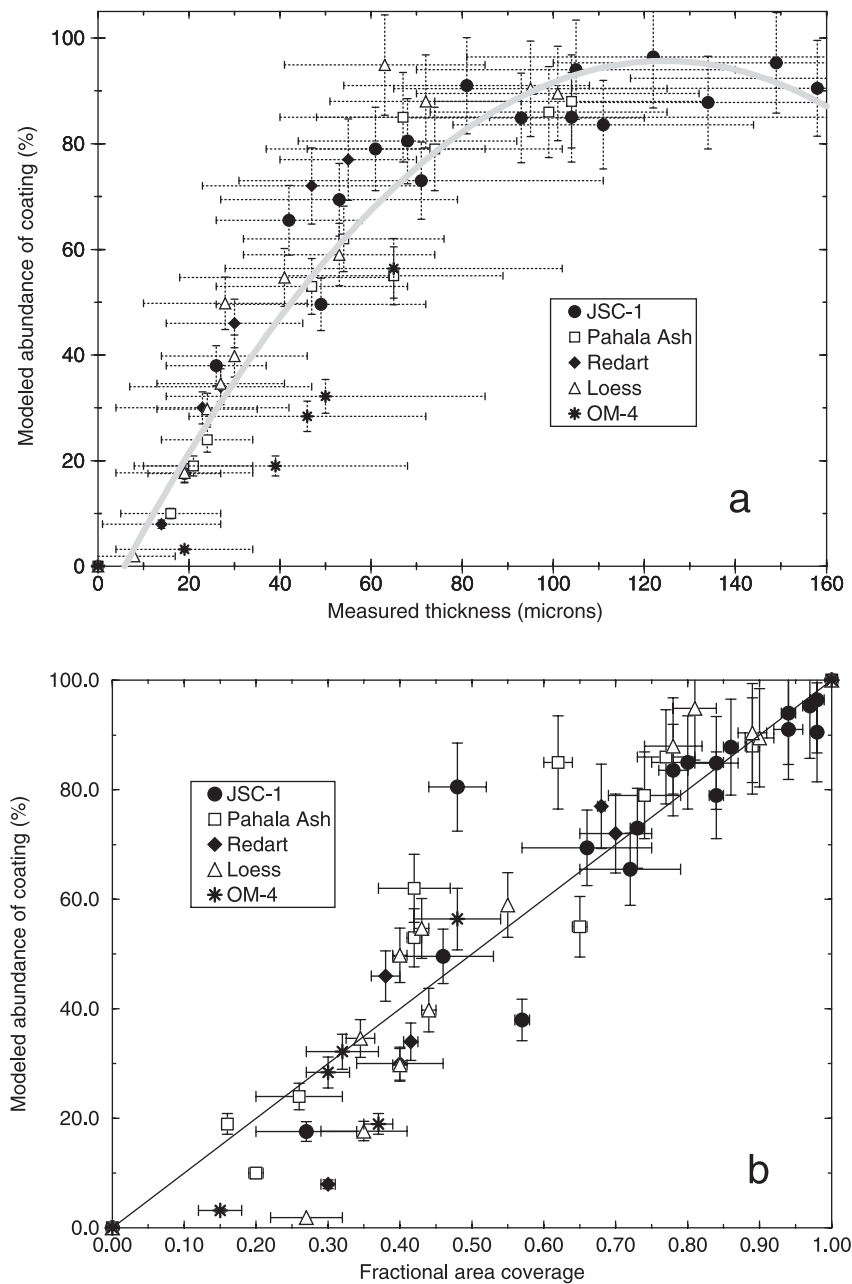 100
80
60
40
20
0
Modeled abundance of coating (%)
JSC-1
Pahala Ash
Redart
Loess
OM-4
a
0 20 40 60 80 100 120 140 160
Measured thickness (microns)
100.0
80.0
60.0
40.0
20.0
0.0
Modeled abundance of coating (%)
JSC-1
Pahala Ash
Redart
Loess
OM-4
b
0.00 0.10 0.20 0.30 0.40 0.50 0.60 0.70 0.80 0.90 1.00
Fractional area coverage